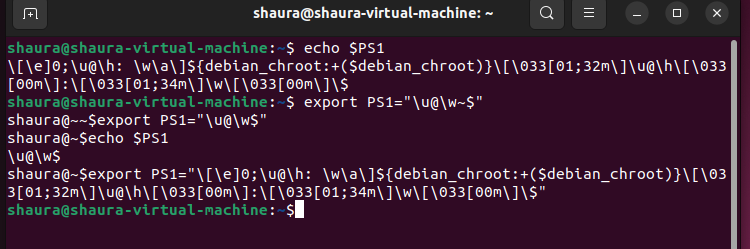 shaura@shaura-virtual-machine: ~
shaura@shaura-virtual-machine:~$ echo $PS1
\[\e]0;\u@\h: \w\a\]${debian_chroot:+($debian_chroot)}\[\033[01;32m\]\u@\h\[\033
[00m\]:\[\033[01;34m\]\w\[\033[00m\]\$
shaura@shaura-virtual-machine:~$ export PS1="\u@\w~$"
shaura@~~$export PS1="\u@\w$"
shaura@~$echo $PS1
\u@\w$
shaura@~$export PS1="\[\e]0;\u@\h: \w\a\]${debian_chroot:+($debian_chroot)}\[\03
3[01;32m\]\u@\h\[\033[00m\]:\[\033[01;34m\]\w\[\033[00m\]\$"
shaura@shaura-virtual-machine:~$